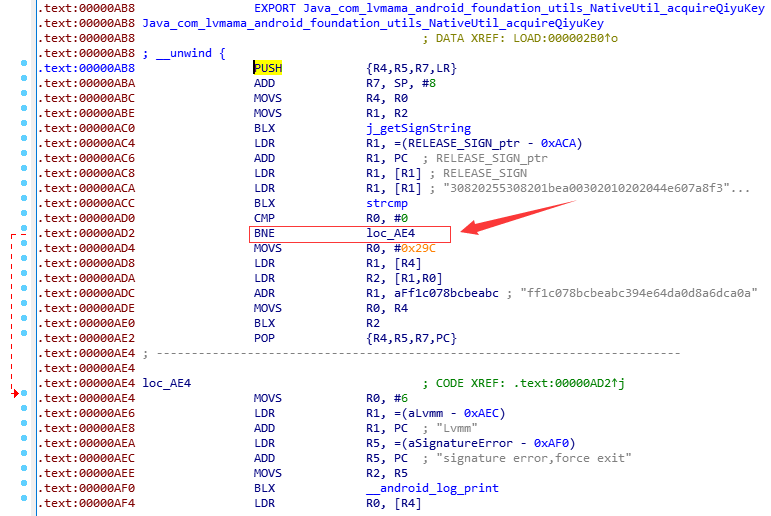 .text:00000AB8 EXPORT Java_com_lvmama_android_foundation_utils_NativeUtil_acquireQiyuKey
.text:00000AB8 Java_com_lvmama_android_foundation_utils_NativeUtil_acquireQiyuKey
.text:00000AB8 ; DATA XREF: LOAD:000002B0↑o
.text:00000AB8 ; __unwind {
.text:00000AB8 PUSH {R4,R5,R7,LR}
.text:00000ABA ADD R7, SP, #8
.text:00000ABC MOVS R4, R0
.text:00000ABE MOVS R1, R2
.text:00000AC0 BLX j_getSignString
.text:00000AC4 LDR R1, =(RELEASE_SIGN_ptr - 0xACA)
.text:00000AC6 ADD R1, PC ; RELEASE_SIGN_ptr
.text:00000AC8 LDR R1, [R1] ; RELEASE_SIGN
.text:00000ACA LDR R1, [R1] ; "30820255308201bea00302010202044e607a8f3"...
.text:00000ACC BLX strcmp
.text:00000AD0 CMP R0, #0
.text:00000AD2 BNE loc_AE4
.text:00000AD4 MOVS R0, #0x29C
.text:00000AD8 LDR R1, [R4]
.text:00000ADA LDR R2, [R1,R0]
.text:00000ADC ADR R1, aFf1c078bcbeabc ; "ff1c078bcbeabc394e64da0d8a6dca0a"
.text:00000ADE MOVS R0, R4
.text:00000AE0 BLX R2
.text:00000AE2 POP {R4,R5,R7,PC}
.text:00000AE4 ; ---------------------------------------------------------------------------
.text:00000AE4
.text:00000AE4 loc_AE4 ; CODE XREF: .text:00000AD2↑j
.text:00000AE4 MOVS R0, #6
.text:00000AE6 LDR R1, =(aLvmm - 0xAEC)
.text:00000AE8 ADD R1, PC ; "Lvmm"
.text:00000AEA LDR R5, =(aSignatureError - 0xAF0)
.text:00000AEC ADD R5, PC ; "signature error,force exit"
.text:00000AEE MOVS R2, R5
.text:00000AF0 BLX __android_log_print
.text:00000AF4 LDR R0, [R4]